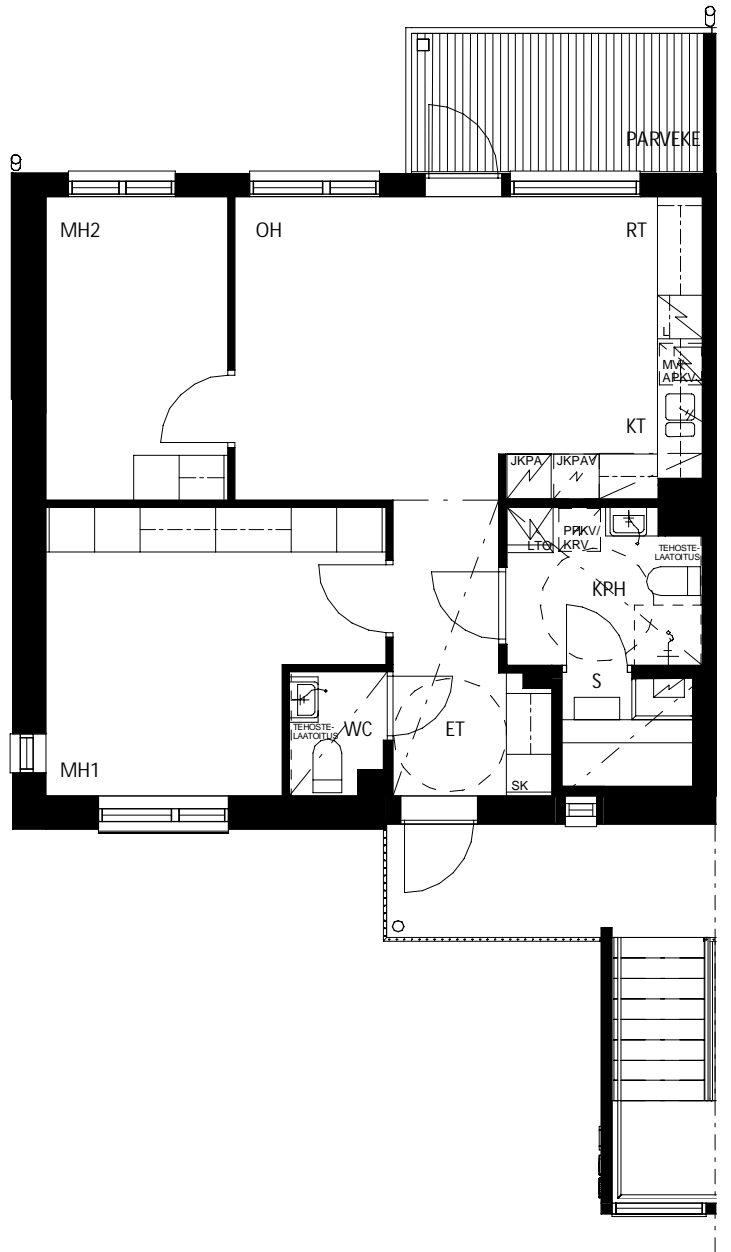 PARVEKE
MH2
OH
RT
L
MV/
APKV
KT
JKPA
JKPAV
LTO
PPKV/
KRV
TEHOSTE-
LAATOITUS
KPH
S
WC
TEHOSTE-
LAATOITUS
ET
MH1
SK